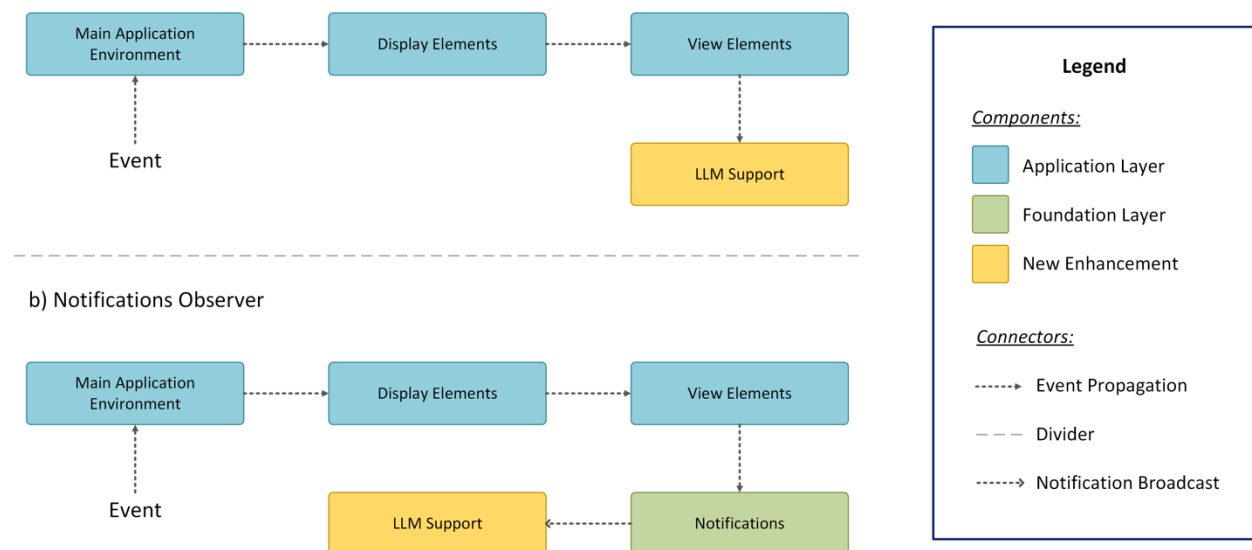 Main Application
Environment
Display Elements
View Elements
Event
LLM Support
b) Notifications Observer
Main Application
Environment
Display Elements
View Elements
Event
LLM Support
Notifications
Legend
Components:
Application Layer
Foundation Layer
New Enhancement
Connectors:
Event Propagation
Divider
Notification Broadcast